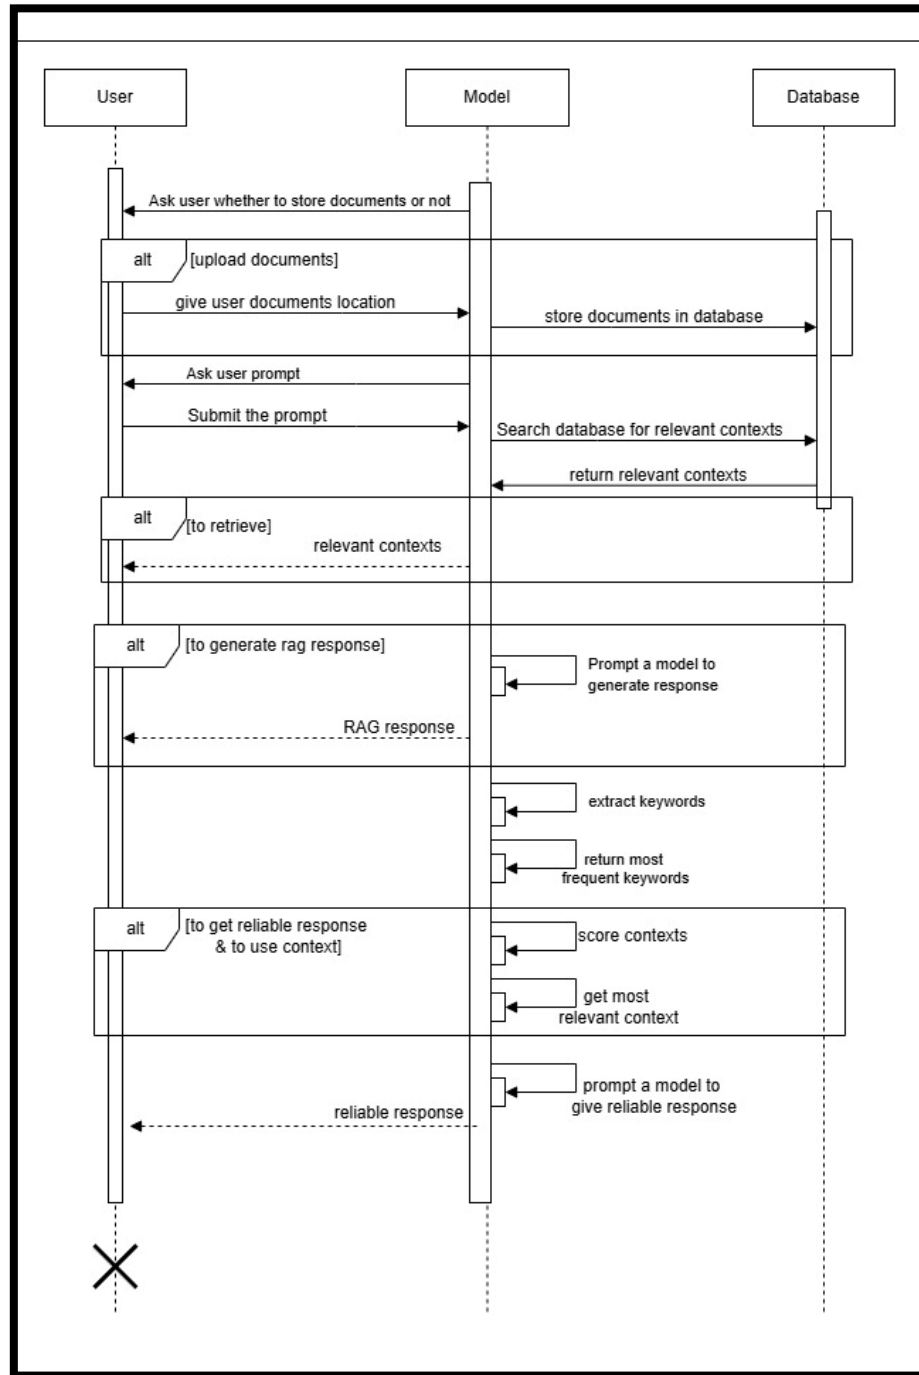 User
Model
Database
Ask user whether to store documents or not
alt
[upload documents]
give user documents location
store documents in database
Ask user prompt
Submit the prompt
Search database for relevant contexts
return relevant contexts
alt
[to retrieve]
relevant contexts
alt
[to generate rag response]
Prompt a model to
generate response
RAG response
extract keywords
return most
frequent keywords
alt
[to get reliable response
& to use context]
score contexts
get most
relevant context
prompt a model to
give reliable response
reliable response